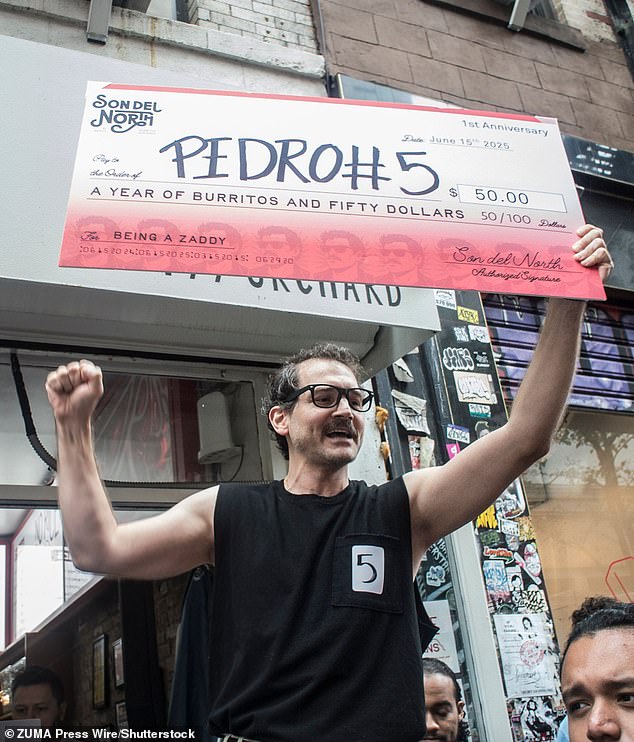 SON DEL
NORTH
1st Anniversary
Date: June 15th 2025
Pay to
the Order of
PEDRO#5
$ 50.00
A YEAR OF BURRITOS AND FIFTY DOLLARS 50/100 Dollars
For BEING A ZADDY
Son del North
Authorized Signature
ORCHARD
5
© ZUMA Press Wire/Shutterstock